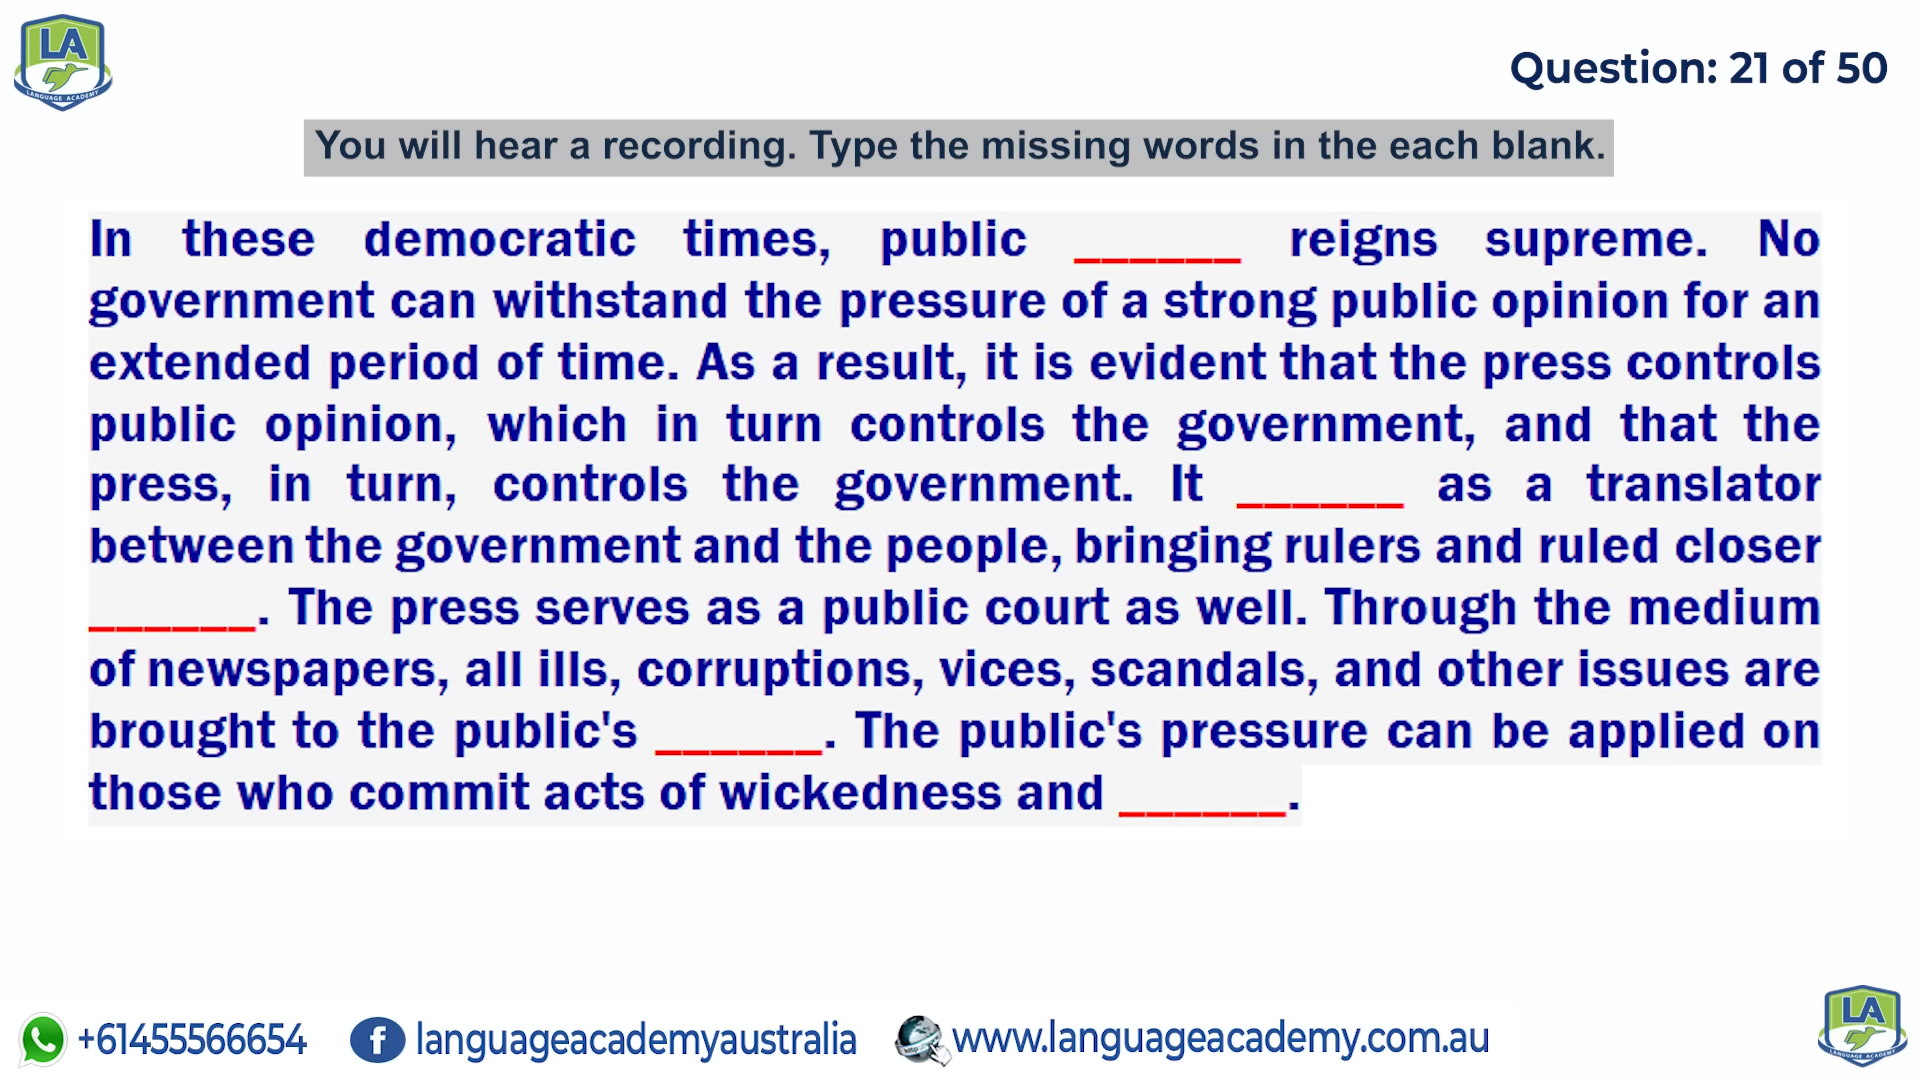 LA
LANGUAGE ACADEMY
Question: 21 of 50
You will hear a recording. Type the missing words in the each blank.
In these democratic times, public ______ reigns supreme. No
government can withstand the pressure of a strong public opinion for an
extended period of time. As a result, it is evident that the press controls
public opinion, which in turn controls the government, and that the
press, in turn, controls the government. It ______ as a translator
between the government and the people, bringing rulers and ruled closer
______. The press serves as a public court as well. Through the medium
of newspapers, all ills, corruptions, vices, scandals, and other issues are
brought to the public's ______. The public's pressure can be applied on
those who commit acts of wickedness and ______.
+61455566654
languageacademyaustralia
www.languageacademy.com.au
LA
LANGUAGE ACADEMY